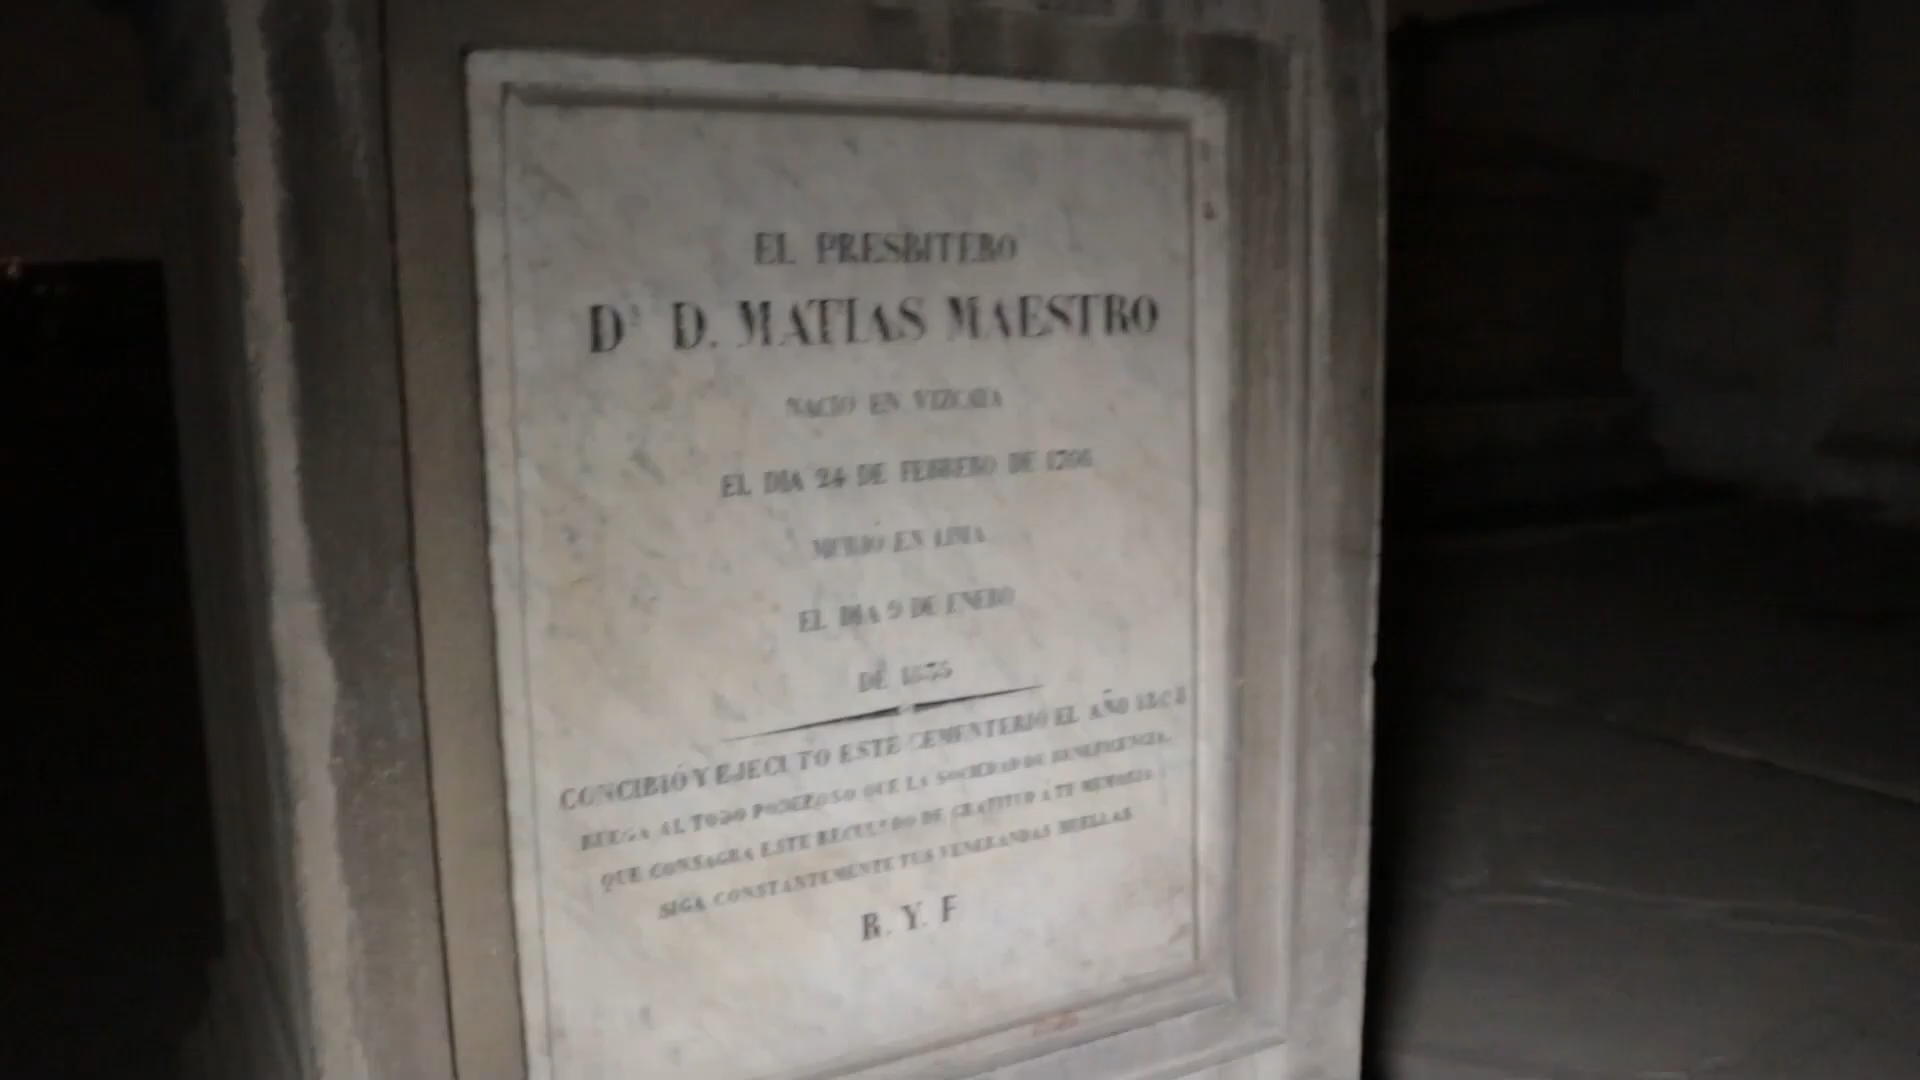 EL PRESBITERO
Dr D. MATIAS MAESTRO
NACIO EN VIZCAIA
EL DIA 24 DE FEBRERO DE
MURIO EN LIMA
EL DIA 9 DE ENERO
DE 1835
CONCIBIÓ Y EJECUTO ESTE CEMENTERIO EL AÑO 1808
RUEGA AL TODO PODEROSO QUE LA SOCIEDAD DE BENEFICENCIA,
QUE CONSAGRA ESTE RECUERDO DE GRATITUD Á TU MEMORIA
SIGA CONSTANTEMENTE TUS VENERANDAS HUELLAS
R. Y. F